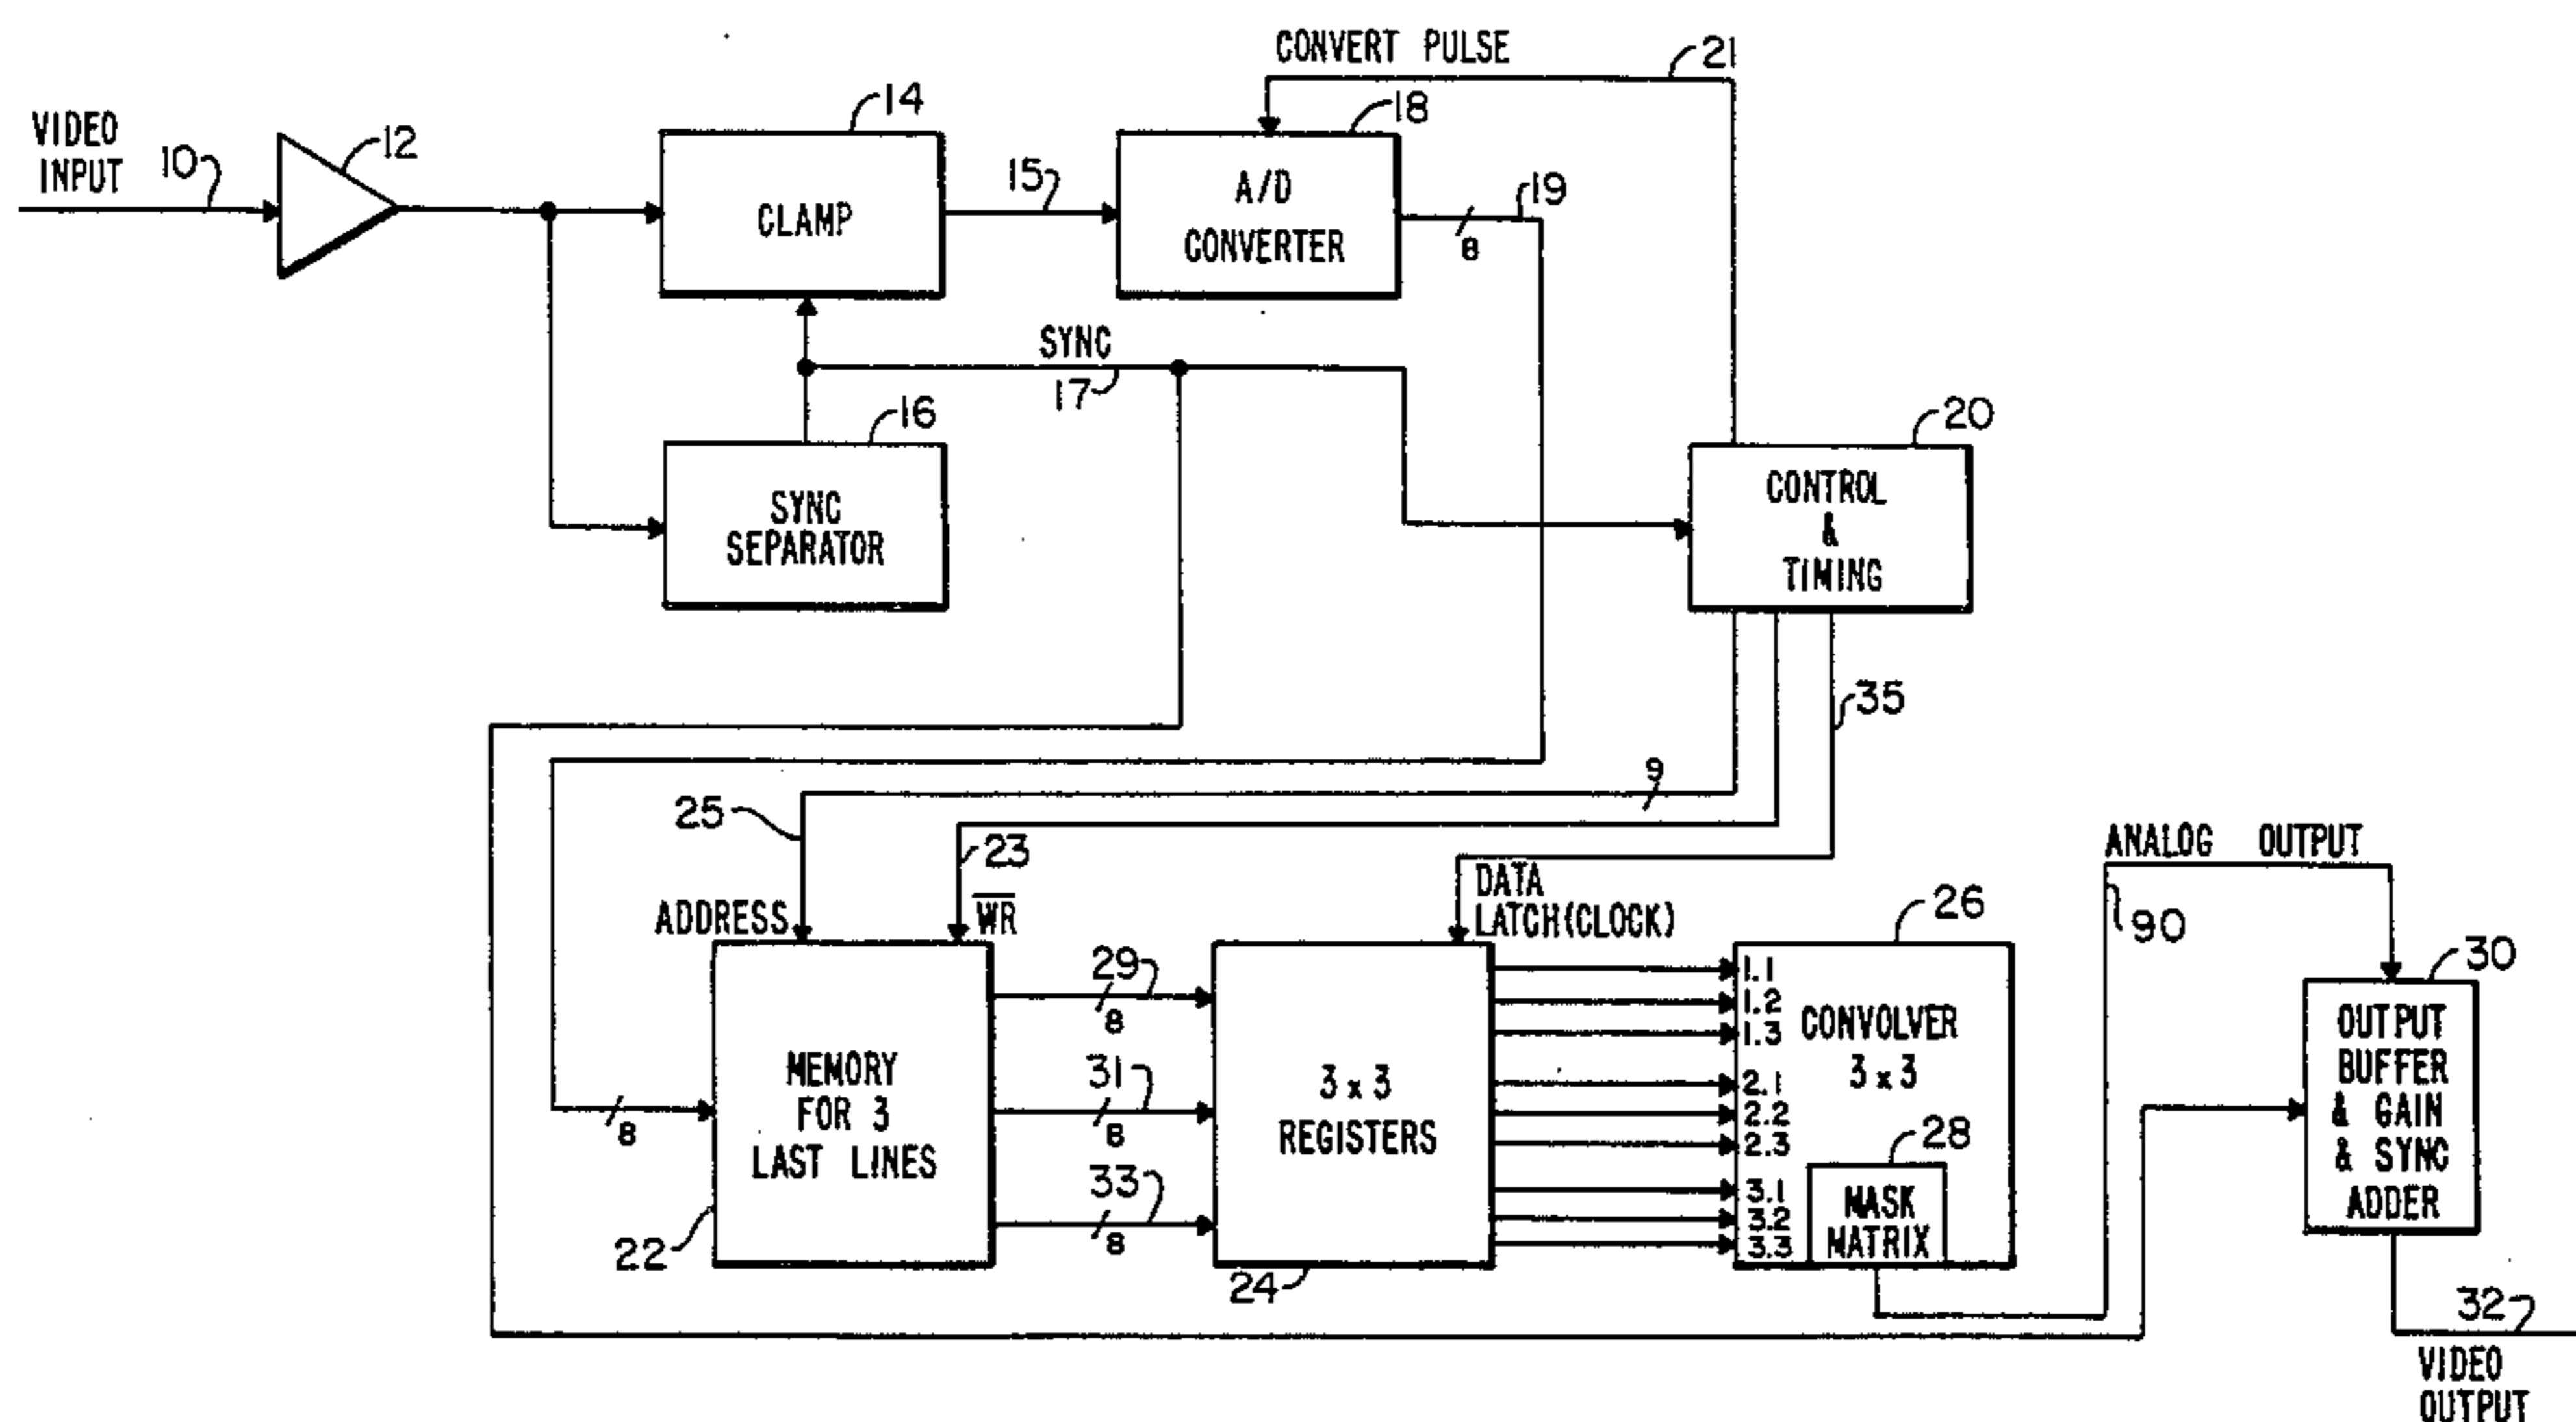 CONVERT PULSE
21
VIDEO
INPUT
10
12
14
CLAMP
15
18
A/D
CONVERTER
8
19
SYNC
17
16
SYNC
SEPARATOR
20
CONTROL
&
TIMING
35
9
25
23
ADDRESS
WR
DATA
LATCH(CLOCK)
ANALOG OUTPUT
90
8
22
MEMORY
FOR 3
LAST LINES
29
8
31
8
33
8
3 x 3
REGISTERS
24
26
1.1
1.2
1.3
2.1
2.2
2.3
3.1
3.2
3.3
CONVOLVER
3 x 3
28
MASK
MATRIX
30
OUTPUT
BUFFER
& GAIN
& SYNC
ADDER
32
VIDEO
OUTPUT